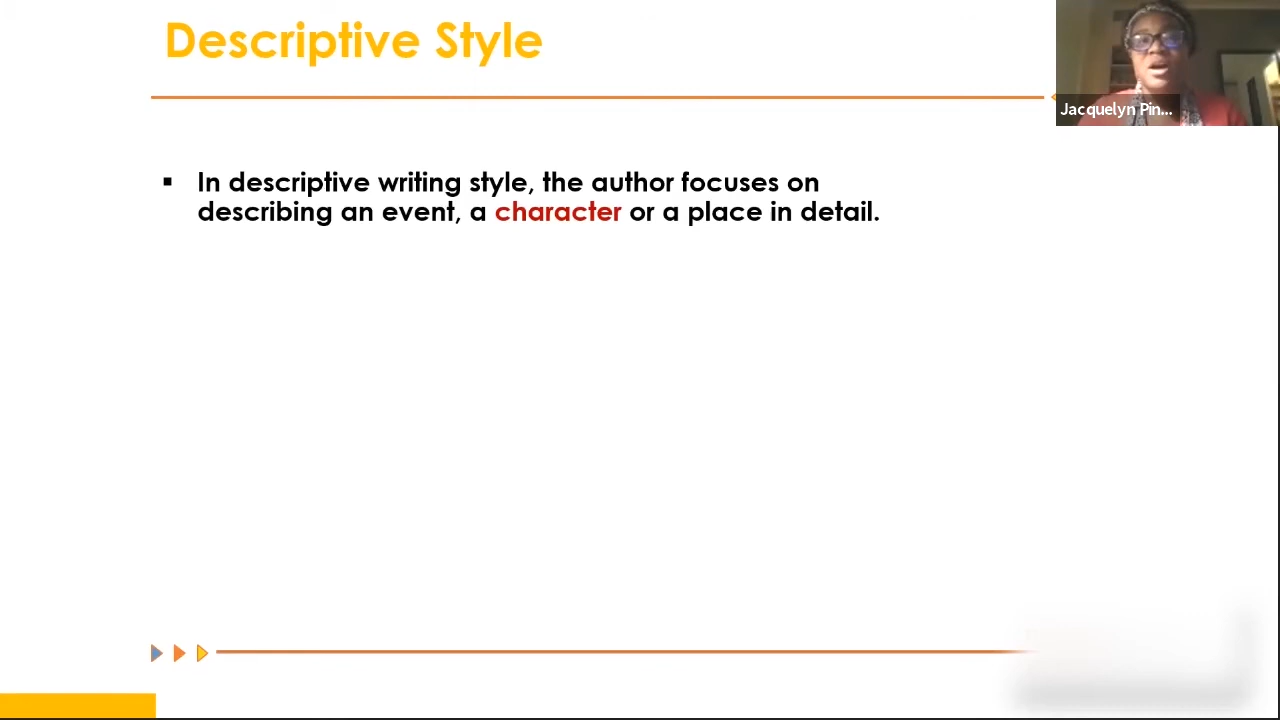 Descriptive Style
Jacquelyn Pin...
▪ In descriptive writing style, the author focuses on
describing an event, a character or a place in detail.